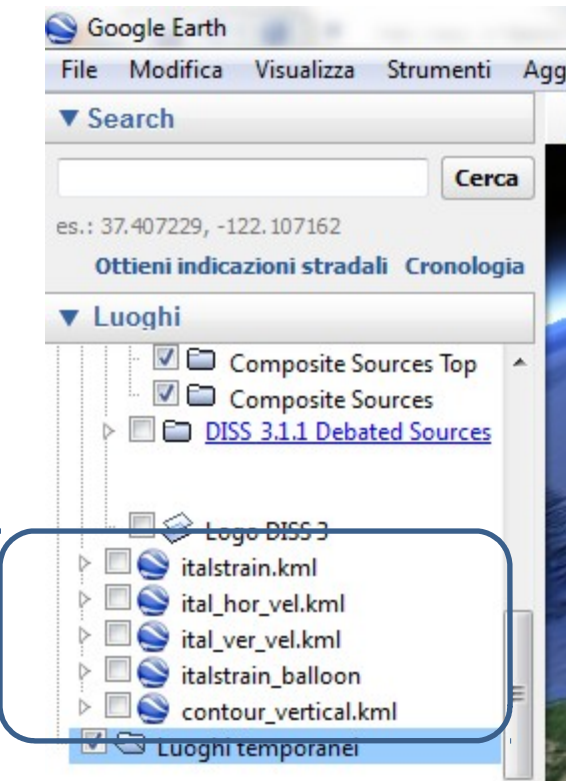 Google Earth
File Modifica Visualizza Strumenti Agg
Search
Cerca
es.: 37.407229, -122.107162
Ottieni indicazioni stradali Cronologia
Luoghi
Composite Sources Top
Composite Sources
DISS 3.1.1 Debated Sources
Logo DISS 3
italstrain.kml
ital_hor_vel.kml
ital_ver_vel.kml
italstrain_balloon
contour_vertical.kml
Luoghi temporanei